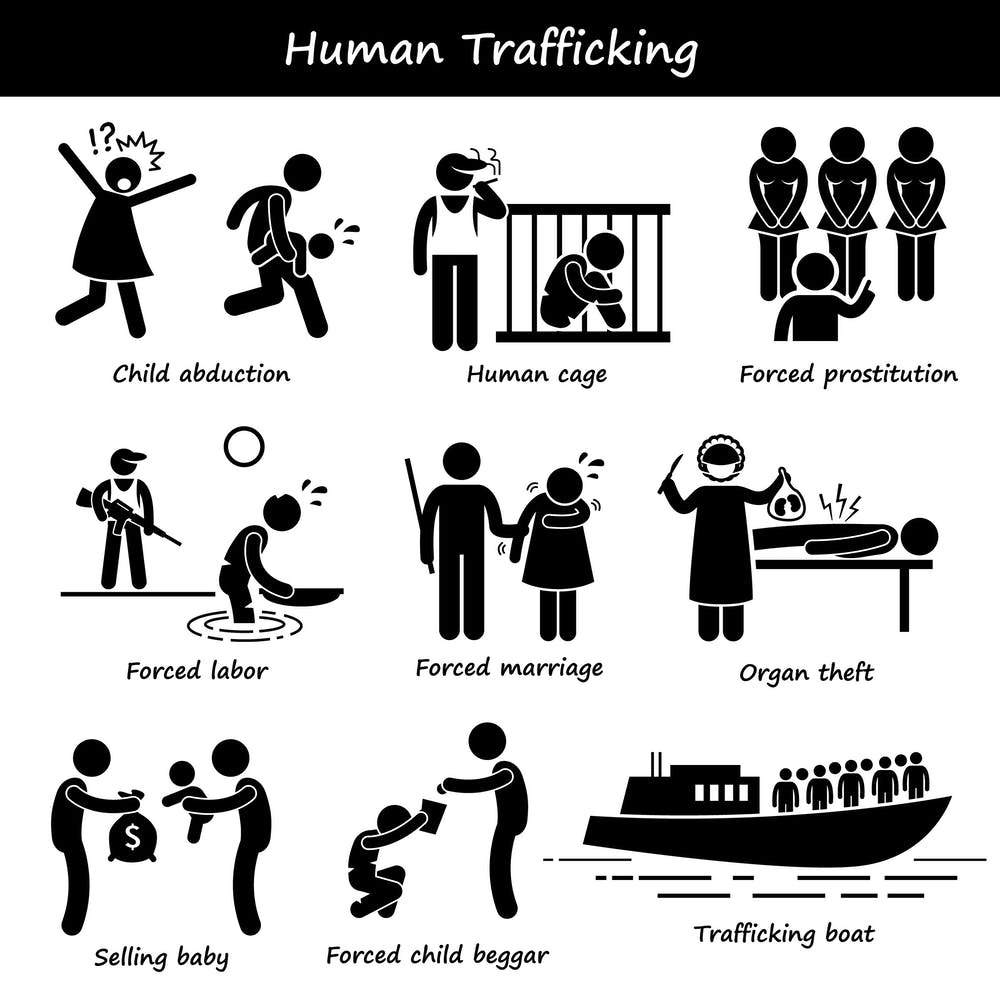 Human Trafficking
!?
Child abduction
Human cage
Forced prostitution
Forced labor
Forced marriage
Organ theft
$
Selling baby
Forced child beggar
Trafficking boat